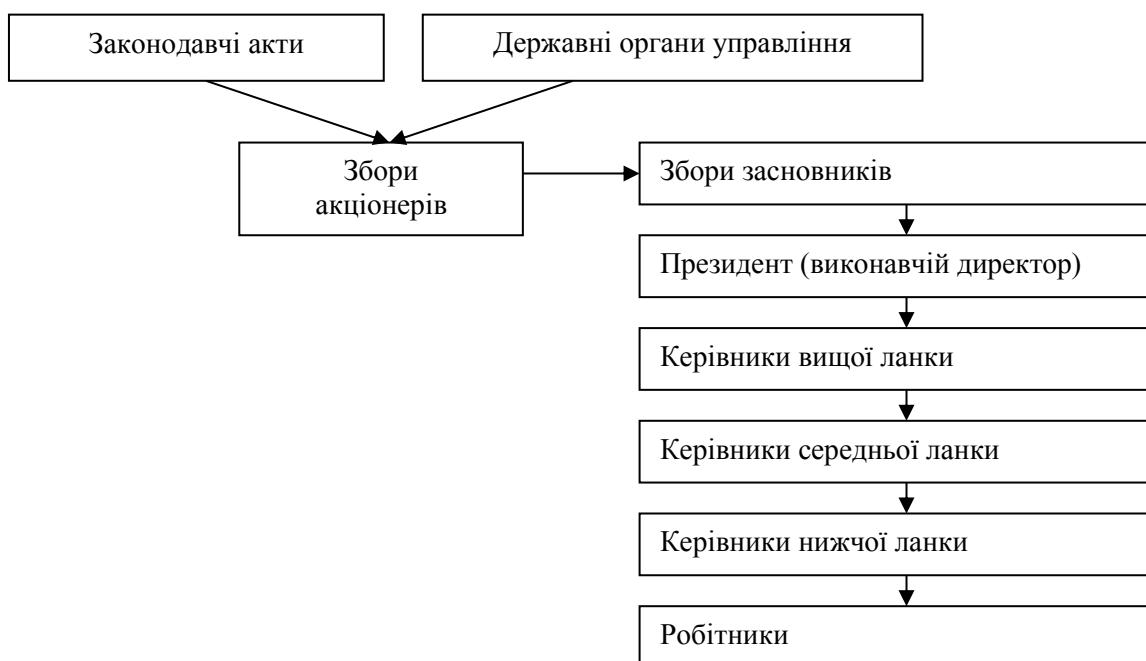 Законодавчі акти
Державні органи управління
Збори
акціонерів
Збори засновників
Президент (виконавчій директор)
Керівники вищої ланки
Керівники середньої ланки
Керівники нижчої ланки
Робітники